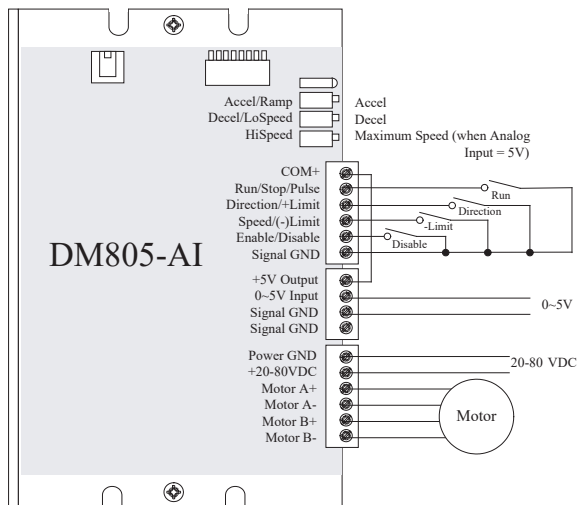 Accel/Ramp
Accel
Decel/LoSpeed
Decel
HiSpeed
Maximum Speed (when Analog
Input = 5V)
COM+
Run/Stop/Pulse
Run
Direction/+Limit
Direction
Speed/(-)Limit
-Limit
Enable/Disable
Disable
Signal GND
DM805-AI
+5V Output
0~5V Input
0~5V
Signal GND
Signal GND
Power GND
20-80 VDC
+20-80VDC
Motor A+
Motor A-
Motor
Motor B+
Motor B-